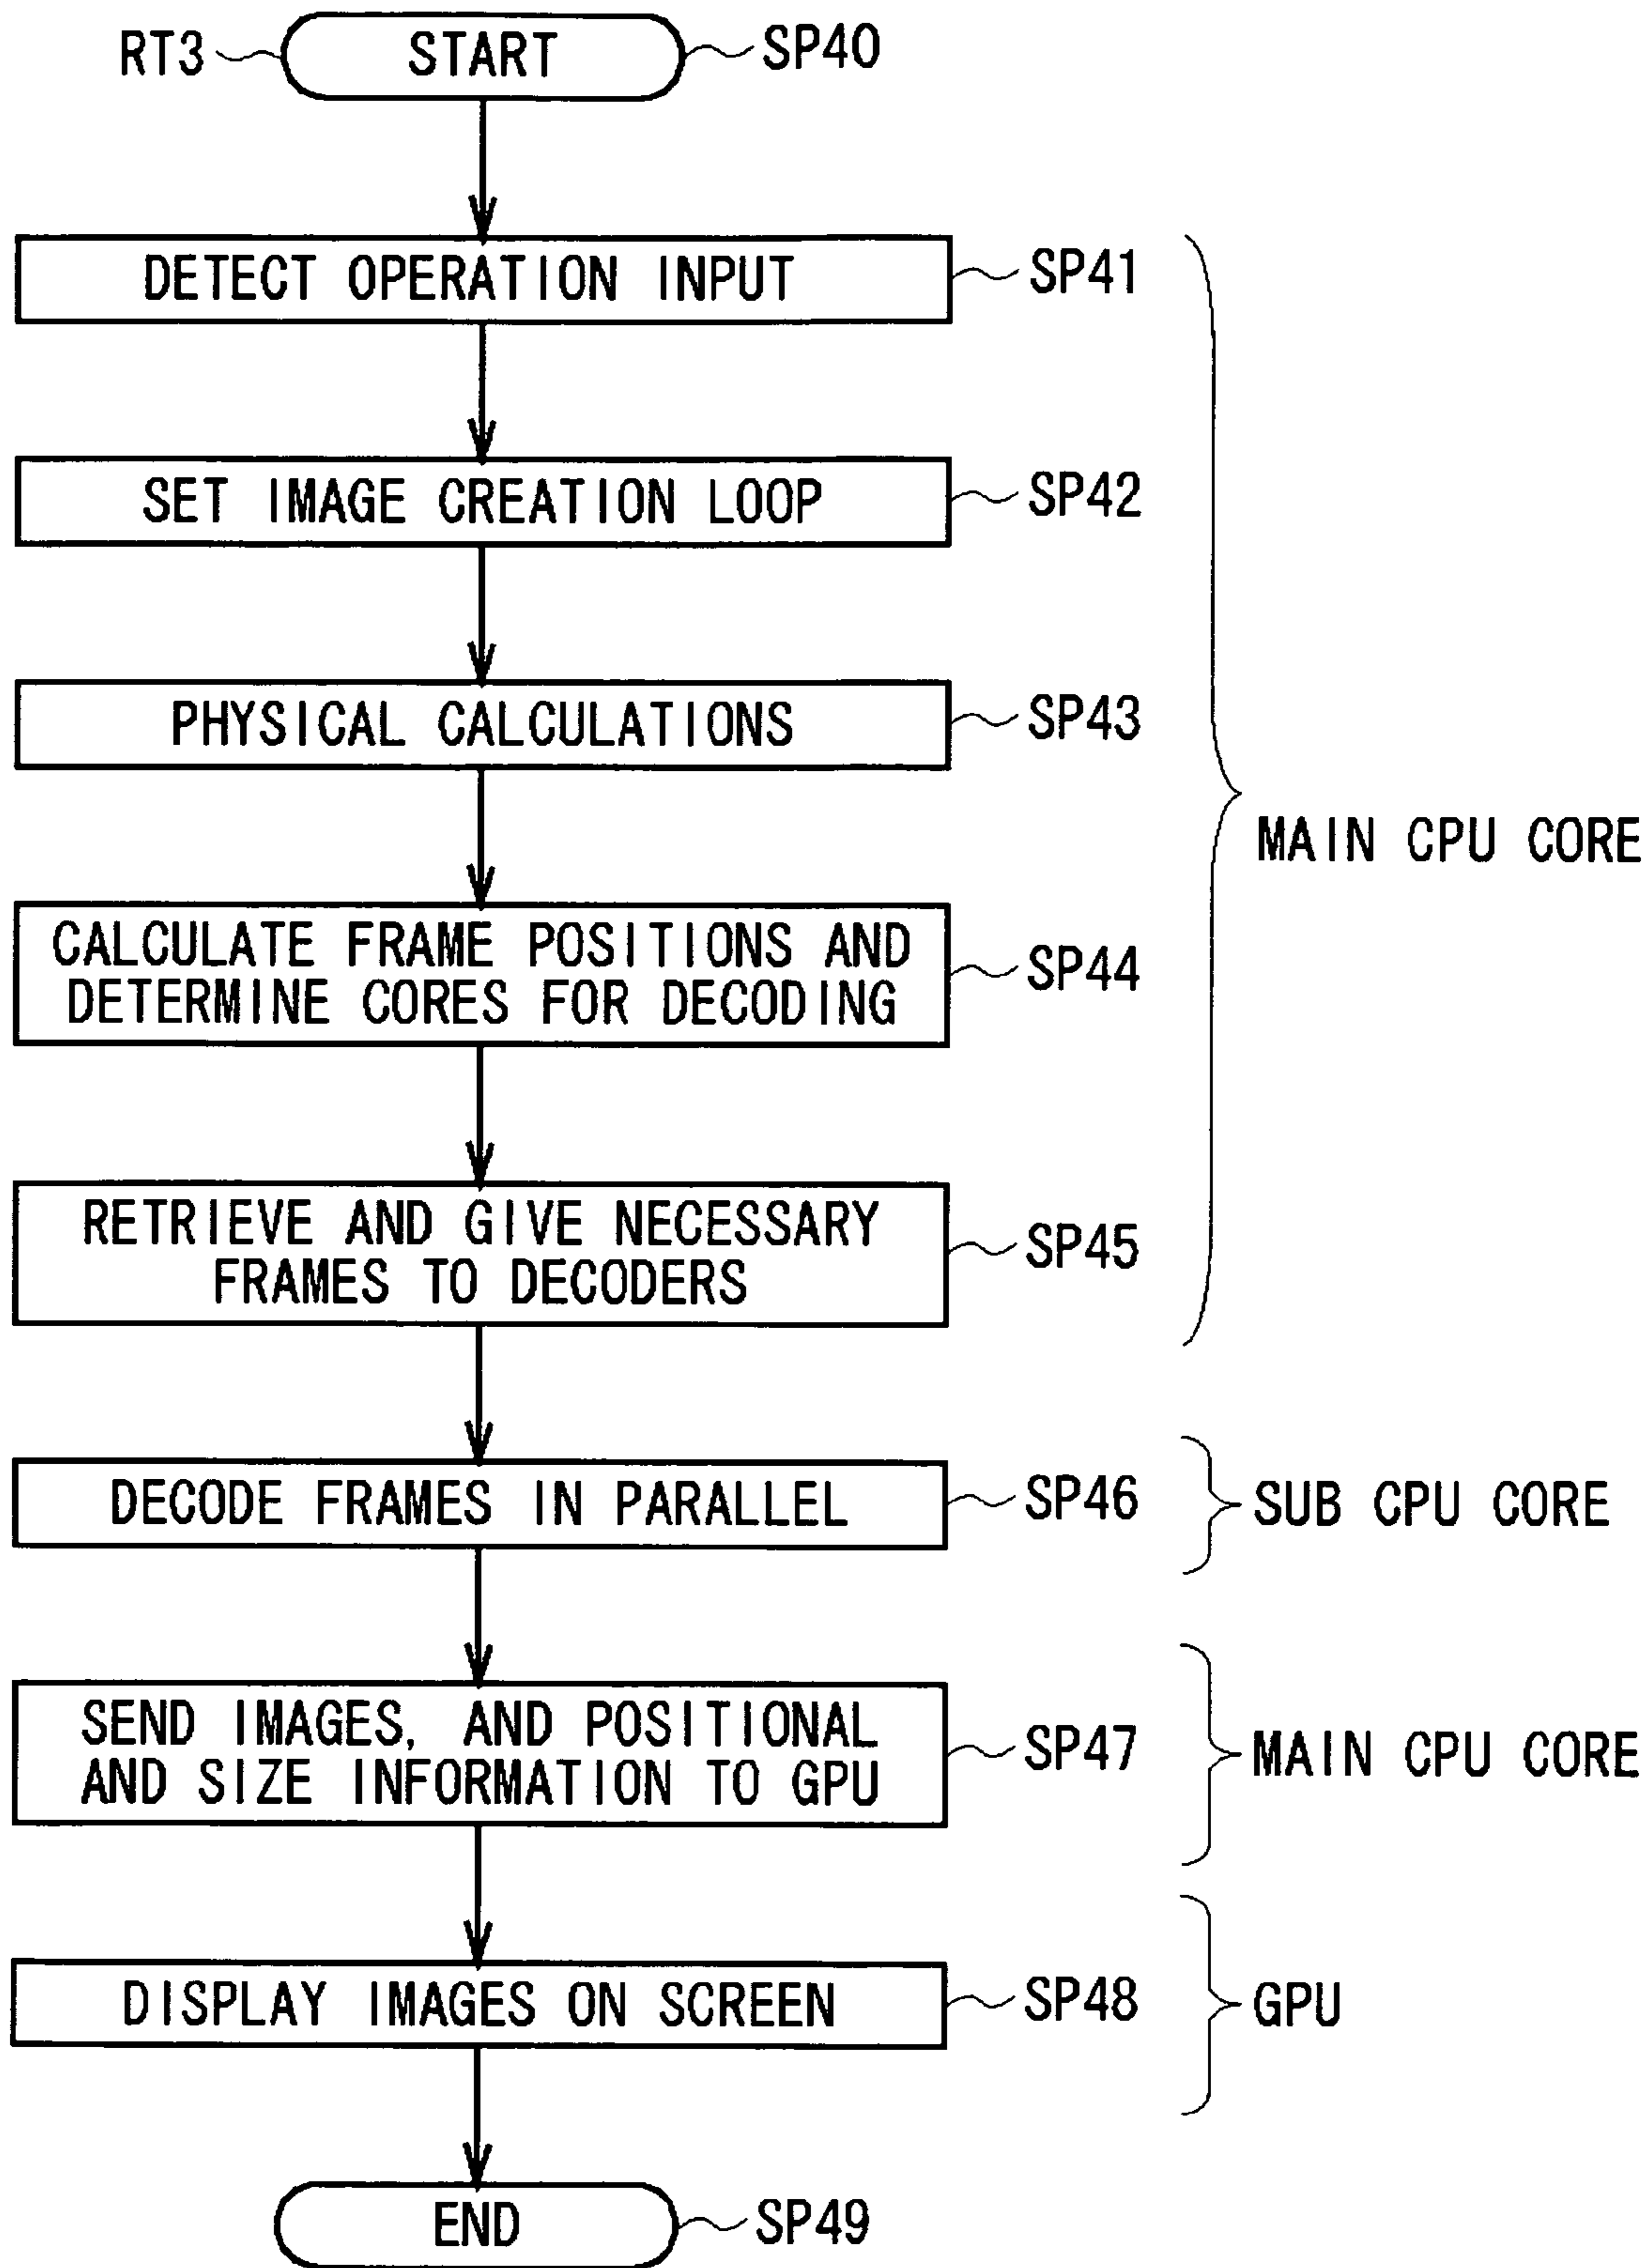 RT3
START
SP40
DETECT OPERATION INPUT
SP41
SET IMAGE CREATION LOOP
SP42
PHYSICAL CALCULATIONS
SP43
MAIN CPU CORE
CALCULATE FRAME POSITIONS AND
DETERMINE CORES FOR DECODING
SP44
RETRIEVE AND GIVE NECESSARY
FRAMES TO DECODERS
SP45
DECODE FRAMES IN PARALLEL
SP46
SUB CPU CORE
SEND IMAGES, AND POSITIONAL
AND SIZE INFORMATION TO GPU
SP47
MAIN CPU CORE
DISPLAY IMAGES ON SCREEN
SP48
GPU
END
SP49